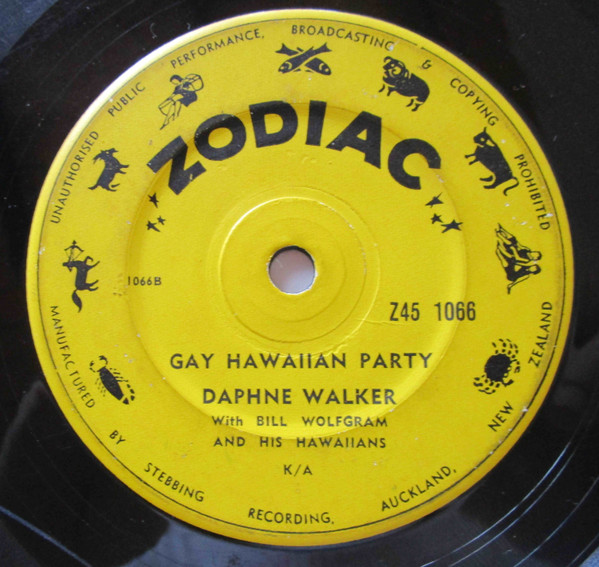 UNAUTHORISED PUBLIC PERFORMANCE, BROADCASTING & COPYING PROHIBITED
ZODIAC
1066B
Z45 1066
GAY HAWAIIAN PARTY
DAPHNE WALKER
With BILL WOLFGRAM
AND HIS HAWAIIANS
K/A
MANUFACTURED BY STEBBING RECORDING, AUCKLAND, NEW ZEALAND